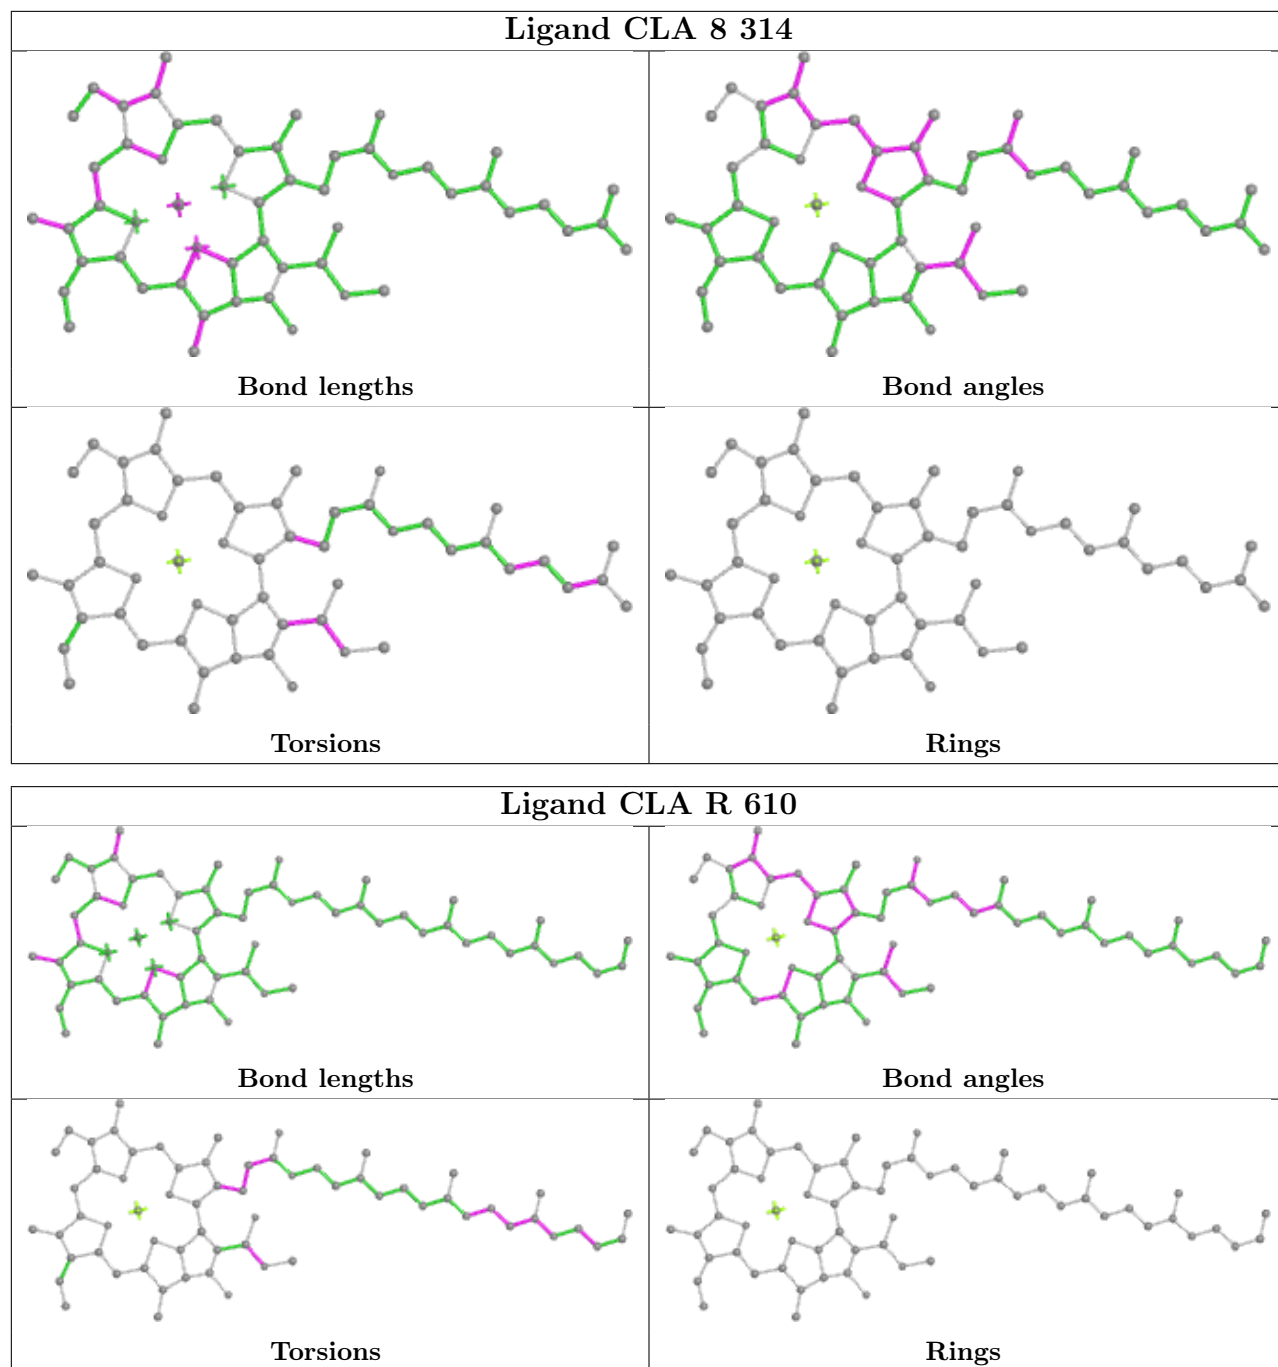 Ligand CLA 8 314
Bond lengths
Bond angles
Torsions
Rings
Ligand CLA R 610
Bond lengths
Bond angles
Torsions
Rings